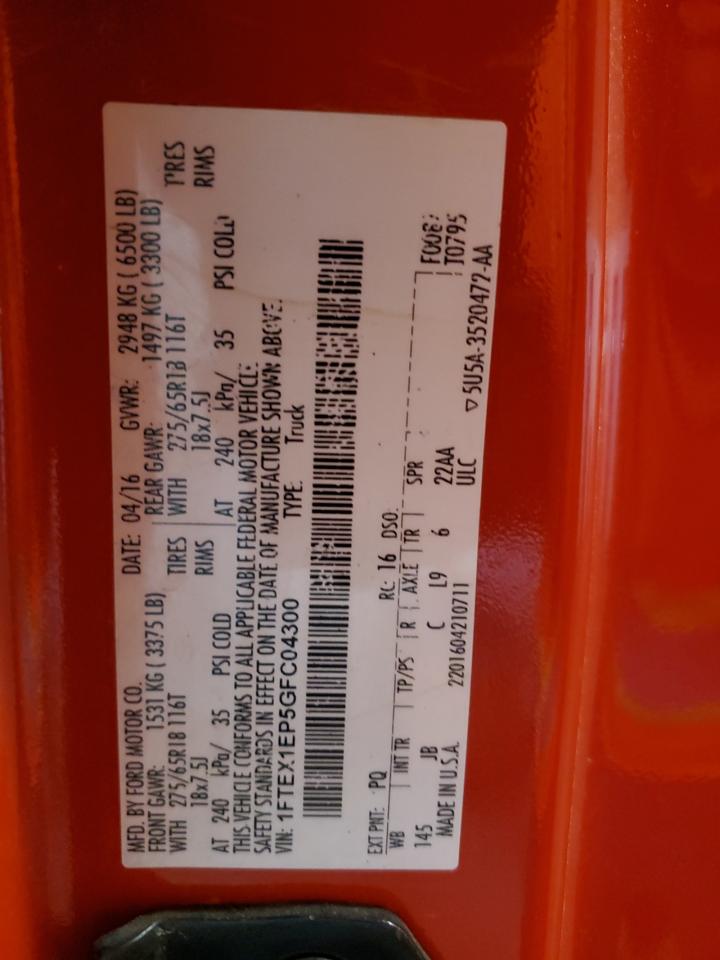 MFD. BY FORD MOTOR CO. DATE: 04/16 GVWR: 2948 KG ( 6500 LB)
FRONT GAWR: 1531 KG ( 3375 LB) REAR GAWR: 1497 KG ( 3300 LB)
WITH 275/65R18 116T TIRES WITH 275/65R18 116T TIRES
18x7.5J RIMS 18x7.5J RIMS
AT 240 kPa/ 35 PSI COLD AT 240 kPa/ 35 PSI COLD
THIS VEHICLE CONFORMS TO ALL APPLICABLE FEDERAL MOTOR VEHICLE
SAFETY STANDARDS IN EFFECT ON THE DATE OF MANUFACTURE SHOWN ABOVE.
VIN: 1FTEX1EP5GFC04300 TYPE: Truck
EXT PNT: PQ RC: 16 DSO:
WB INT TR TP/PS R AXLE TR SPR F0087
145 JB C L9 6 22AA T0795
MADE IN U.S.A. 2201604210711 ULC ▽5U5A-3520472-AA